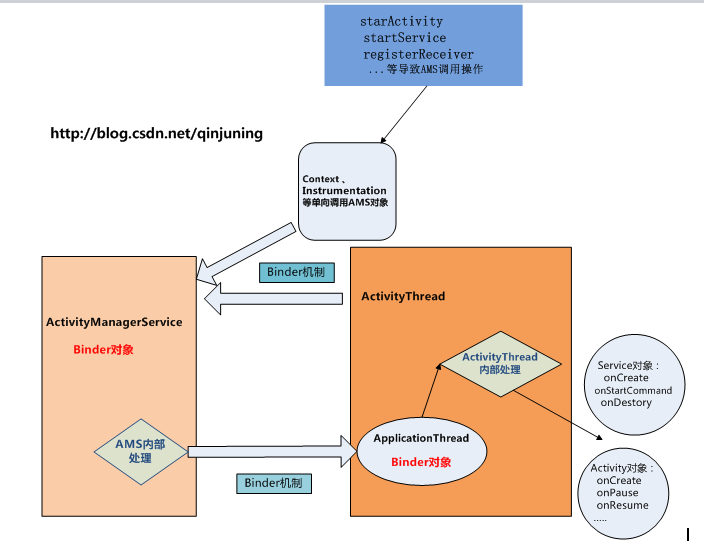 starActivity
startService
registerReceiver
...等导致AMS调用操作
http://blog.csdn.net/qinjuning
Context 、
Instrumentation
等单向调用AMS对象
Binder机制
ActivityManagerService
Binder对象
AMS内部
处理
ActivityThread
ActivityThread
内部处理
ApplicationThread
Binder对象
Binder机制
Service对象：
onCreate
onStartCommand
onDestory
Activity对象：
onCreate
onPause
onResume
.....